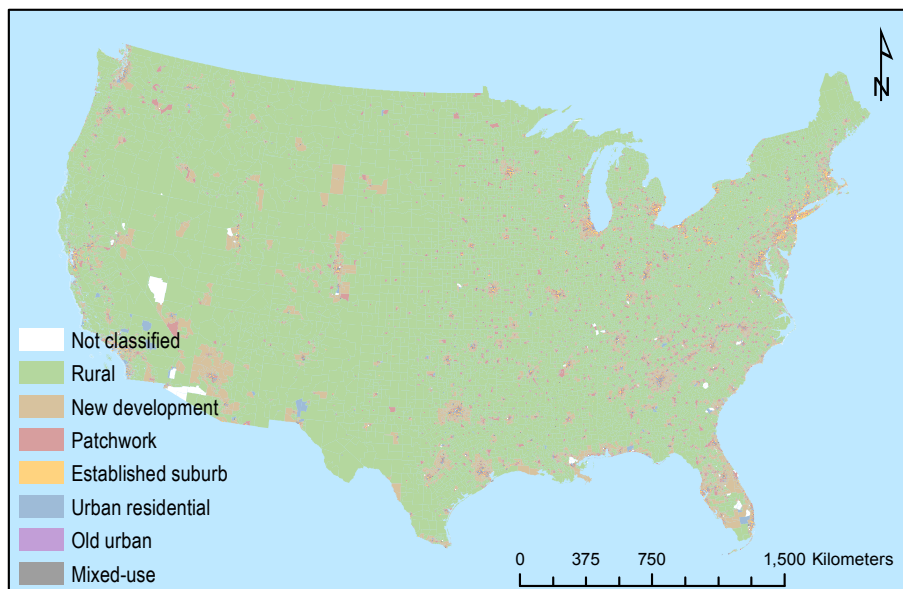 N
Not classified
Rural
New development
Patchwork
Established suburb
Urban residential
Old urban
Mixed-use
0 375 750 1,500 Kilometers